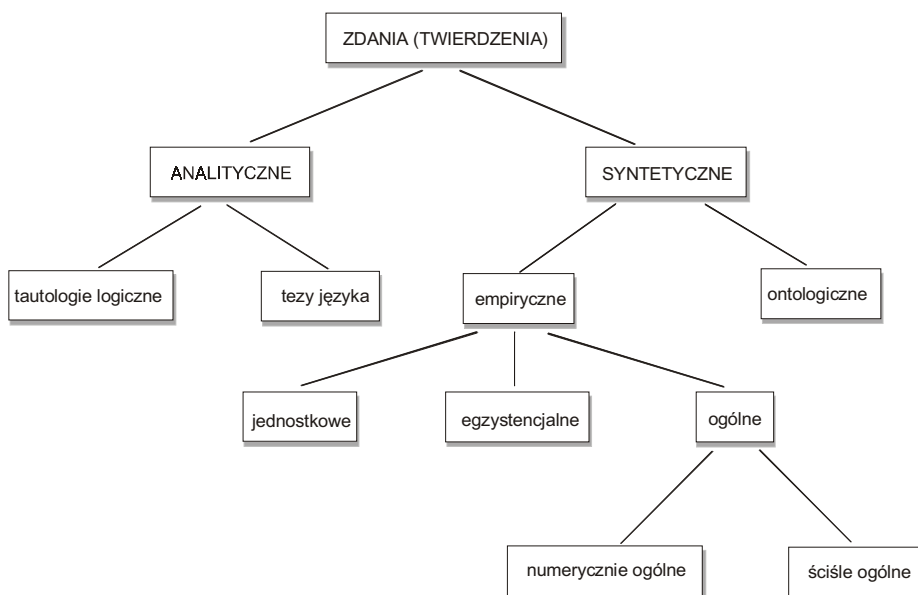 ZDANIA (TWIERDZENIA)
ANALITYCZNE
SYNTETYCZNE
tautologie logiczne
tezy języka
empiryczne
ontologiczne
jednostkowe
egzystencjalne
ogólne
numerycznie ogólne
ściśle ogólne